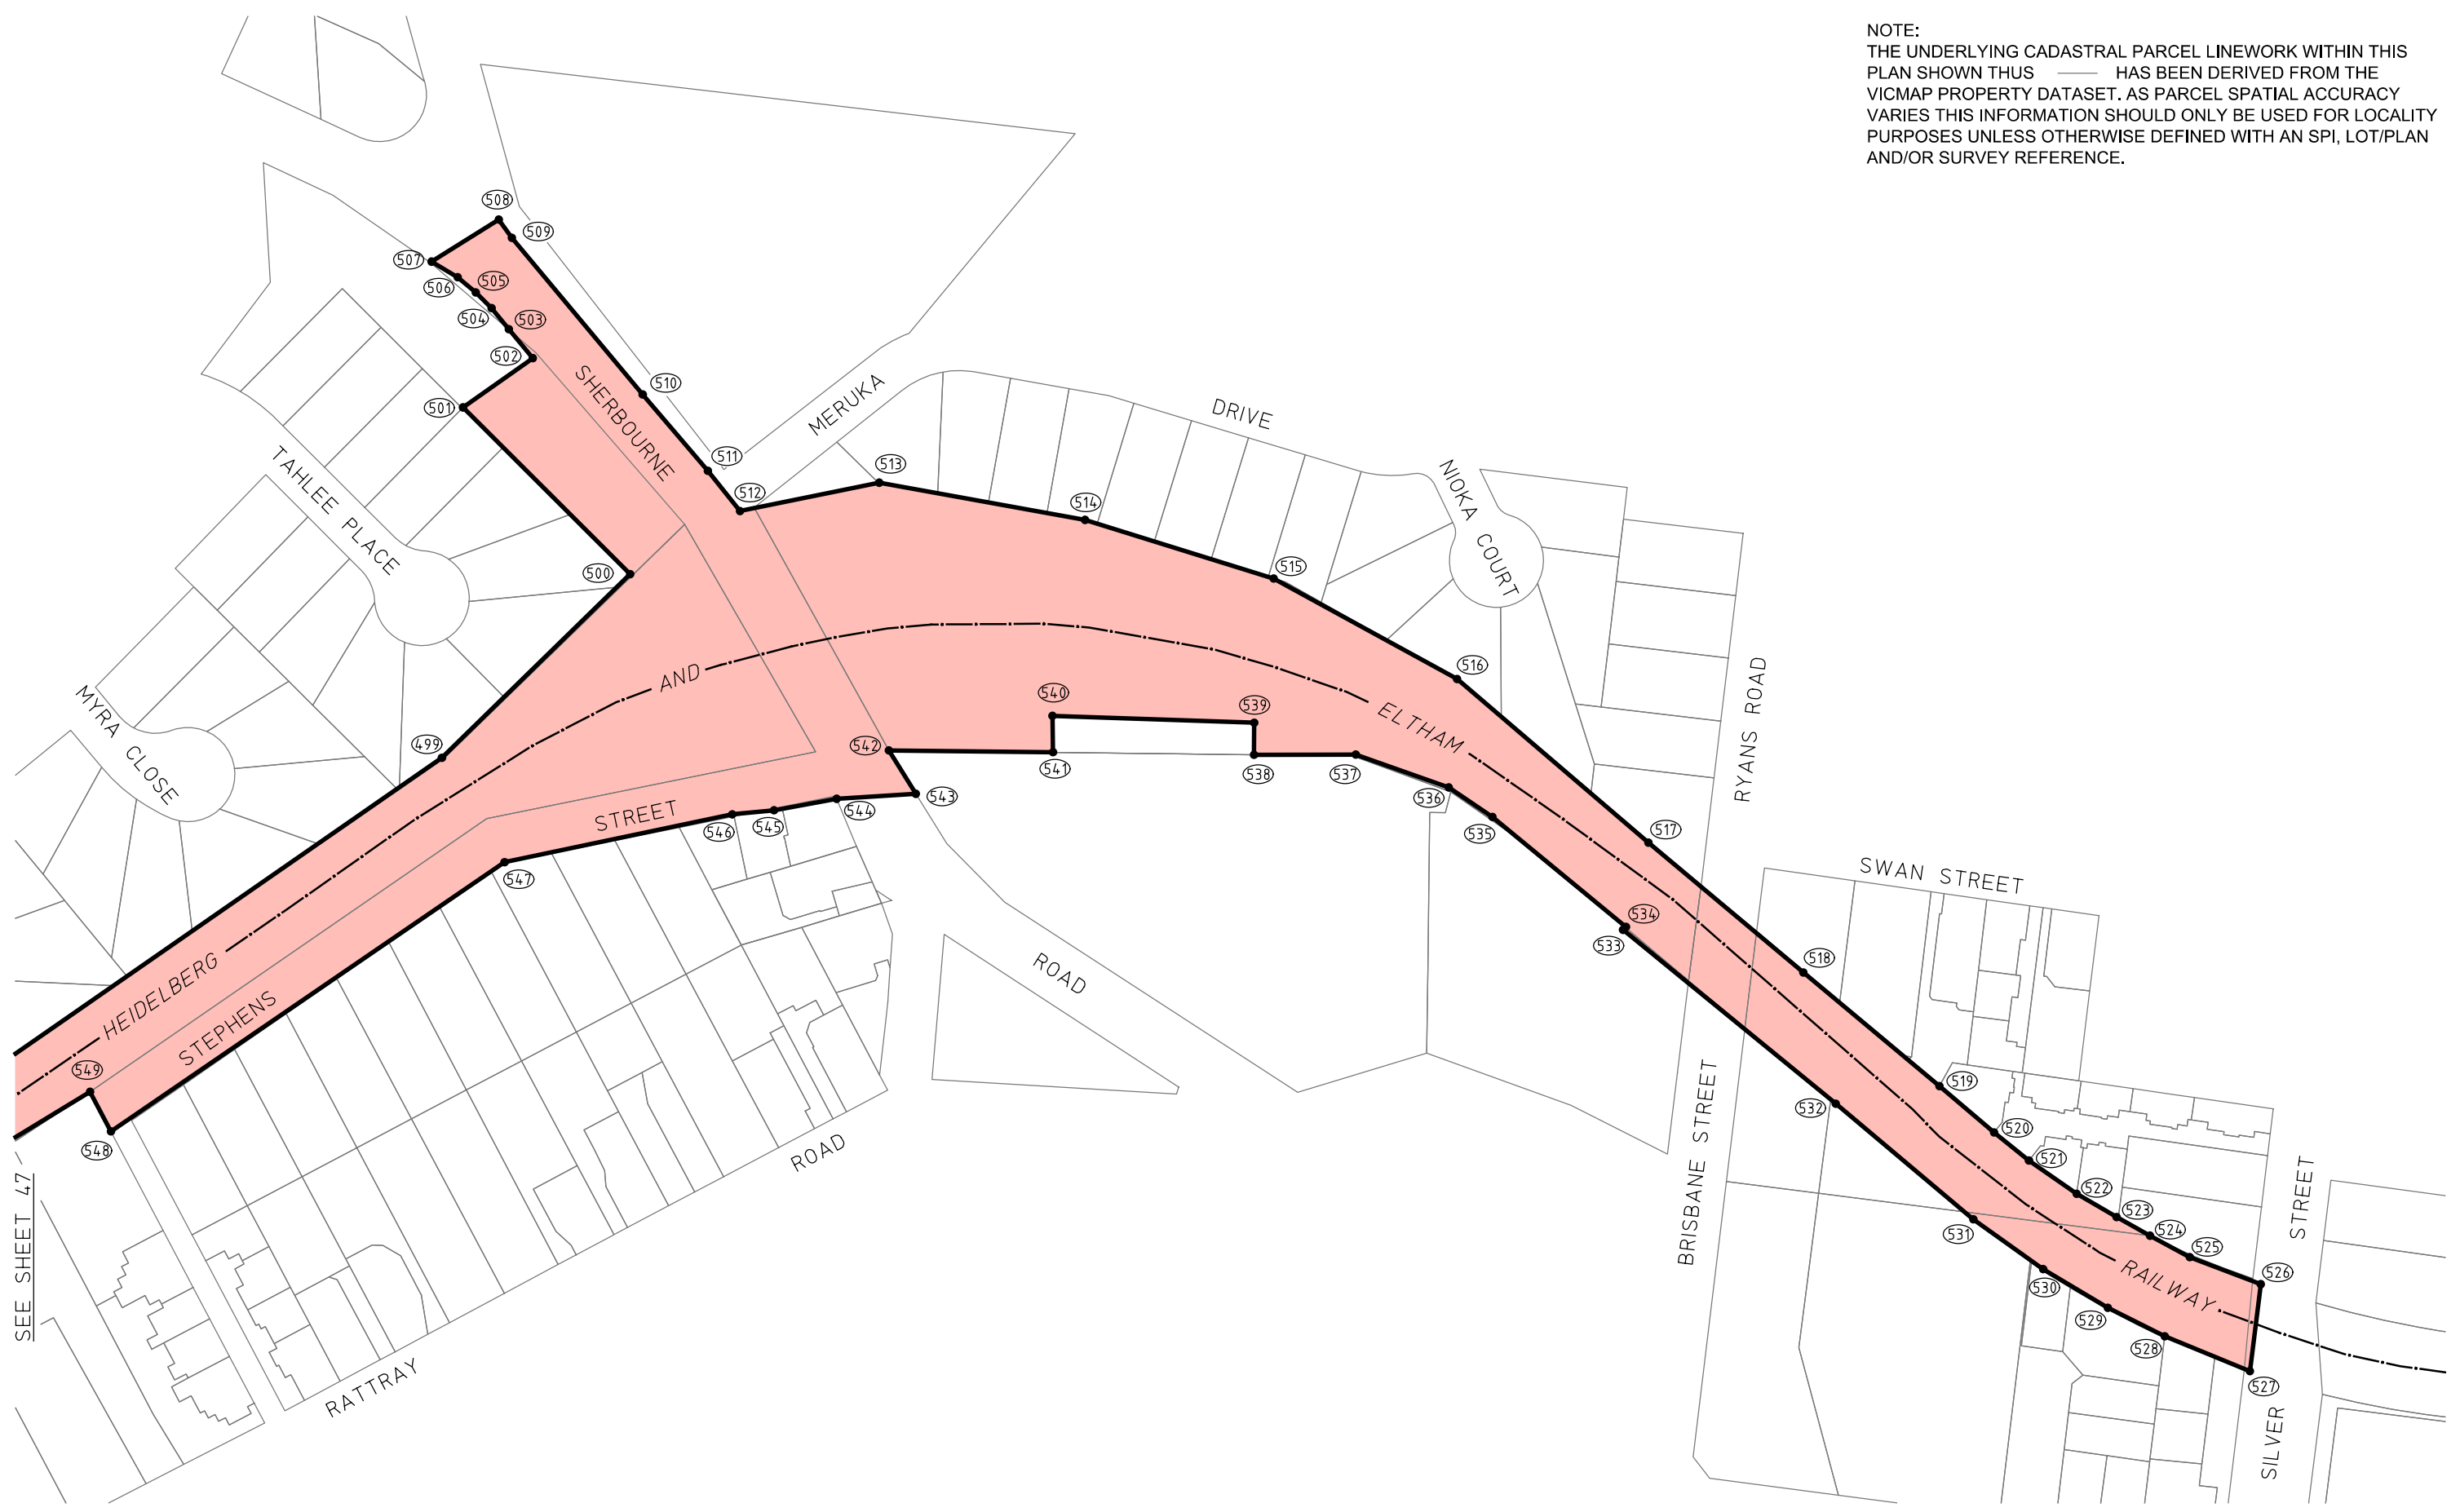 NOTE:
THE UNDERLYING CADASTRAL PARCEL LINEWORK WITHIN THIS
PLAN SHOWN THUS HAS BEEN DERIVED FROM THE
VICMAP PROPERTY DATASET. AS PARCEL SPATIAL ACCURACY
VARIES THIS INFORMATION SHOULD ONLY BE USED FOR LOCALITY
PURPOSES UNLESS OTHERWISE DEFINED WITH AN SPI, LOT/PLAN
AND/OR SURVEY REFERENCE.
508
509
507
506
505
504
503
502
501
510
SHERBOURNE
MERUKA
DRIVE
511
512
513
514
NIOKA COURT
TAHLEE PLACE
500
515
516
RYANS ROAD
AND
540
539
ELTHAM
MYRA CLOSE
499
542
541
538
537
536
543
STREET
546
545
544
535
517
547
SWAN STREET
534
533
518
HEIDELBERG
ROAD
STEPHENS
549
548
519
532
520
521
522
523
524
525
526
BRISBANE STREET
STREET
ROAD
531
530
529
528
527
RAILWAY
SEE SHEET 47
RATTRAY
SILVER